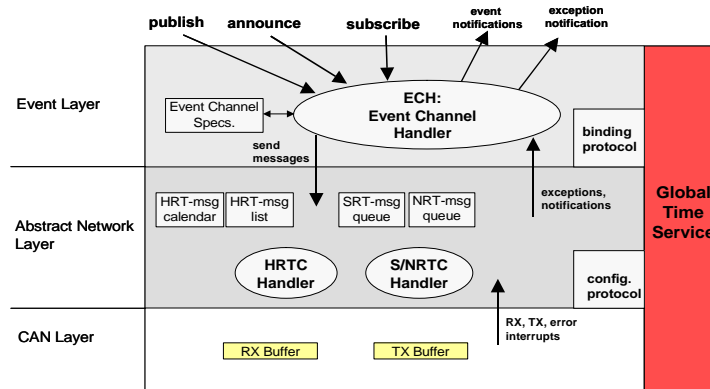 publish
announce
subscribe
event
notifications
exception
notification
Event Layer
Event Channel
Specs.
ECH:
Event Channel
Handler
binding
protocol
send
messages
Abstract Network
Layer
HRT-msg
calendar
HRT-msg
list
SRT-msg
queue
NRT-msg
queue
exceptions,
notifications
HRTC
Handler
S/NRTC
Handler
config.
protocol
Global
Time
Service
CAN Layer
RX, TX, error
interrupts
RX Buffer
TX Buffer